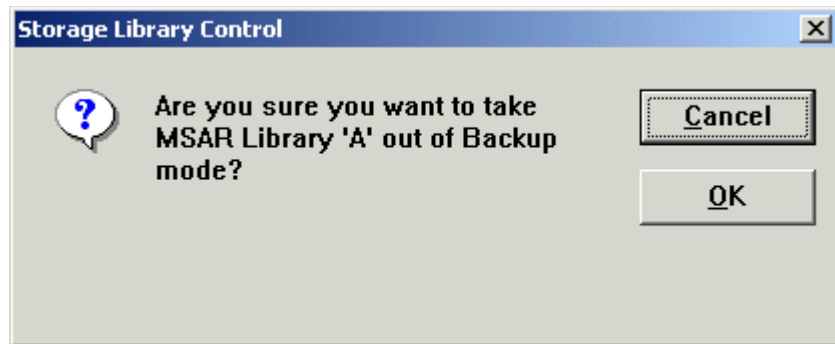 Storage Library Control
Are you sure you want to take
MSAR Library 'A' out of Backup
mode?
Cancel
OK